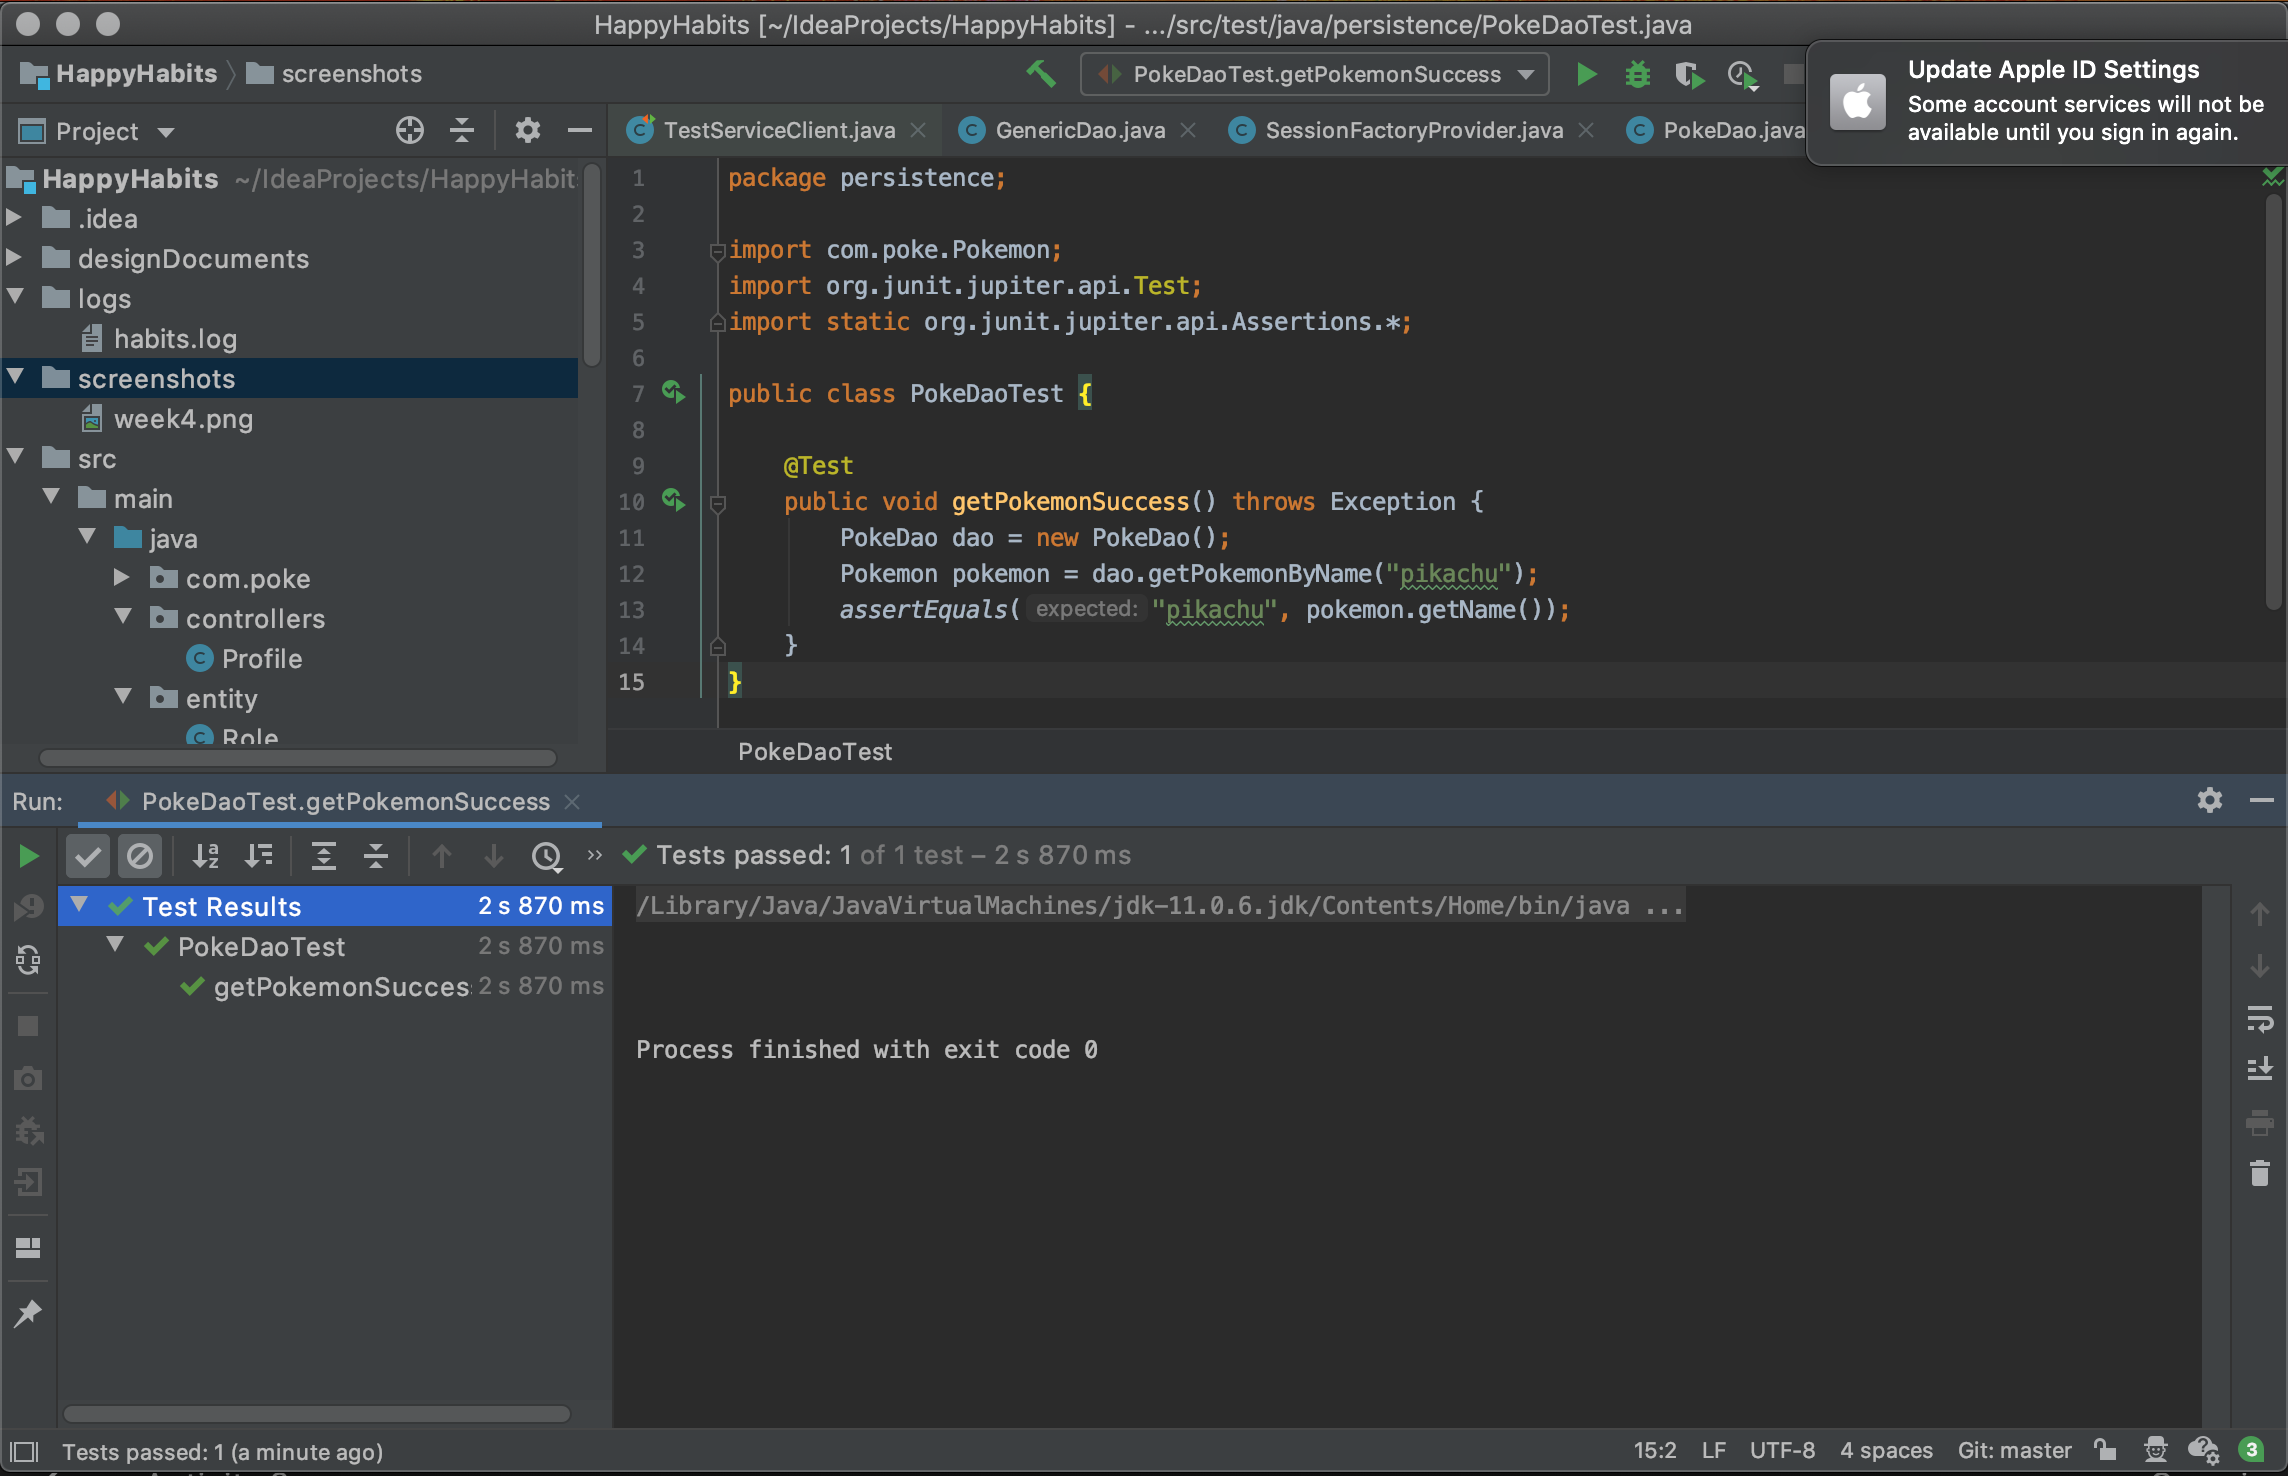 HappyHabits [~/IdeaProjects/HappyHabits] - .../src/test/java/persistence/PokeDaoTest.java
HappyHabits
screenshots
PokeDaoTest.getPokemonSuccess
Update Apple ID Settings
Some account services will not be
available until you sign in again.
Project
TestServiceClient.java
GenericDao.java
SessionFactoryProvider.java
PokeDao.java
HappyHabits ~/IdeaProjects/HappyHabit
.idea
designDocuments
logs
habits.log
screenshots
week4.png
src
main
java
com.poke
controllers
Profile
entity
Role
1 package persistence;
2
3 import com.poke.Pokemon;
4 import org.junit.jupiter.api.Test;
5 import static org.junit.jupiter.api.Assertions.*;
6
7 public class PokeDaoTest {
8
9 @Test
10 public void getPokemonSuccess() throws Exception {
11 PokeDao dao = new PokeDao();
12 Pokemon pokemon = dao.getPokemonByName("pikachu");
13 assertEquals( expected: "pikachu", pokemon.getName());
14 }
15 }
PokeDaoTest
Run: PokeDaoTest.getPokemonSuccess
Tests passed: 1 of 1 test – 2 s 870 ms
Test Results 2 s 870 ms
PokeDaoTest 2 s 870 ms
getPokemonSucces 2 s 870 ms
/Library/Java/JavaVirtualMachines/jdk-11.0.6.jdk/Contents/Home/bin/java ...
Process finished with exit code 0
Tests passed: 1 (a minute ago)
15:2 LF UTF-8 4 spaces Git: master 3